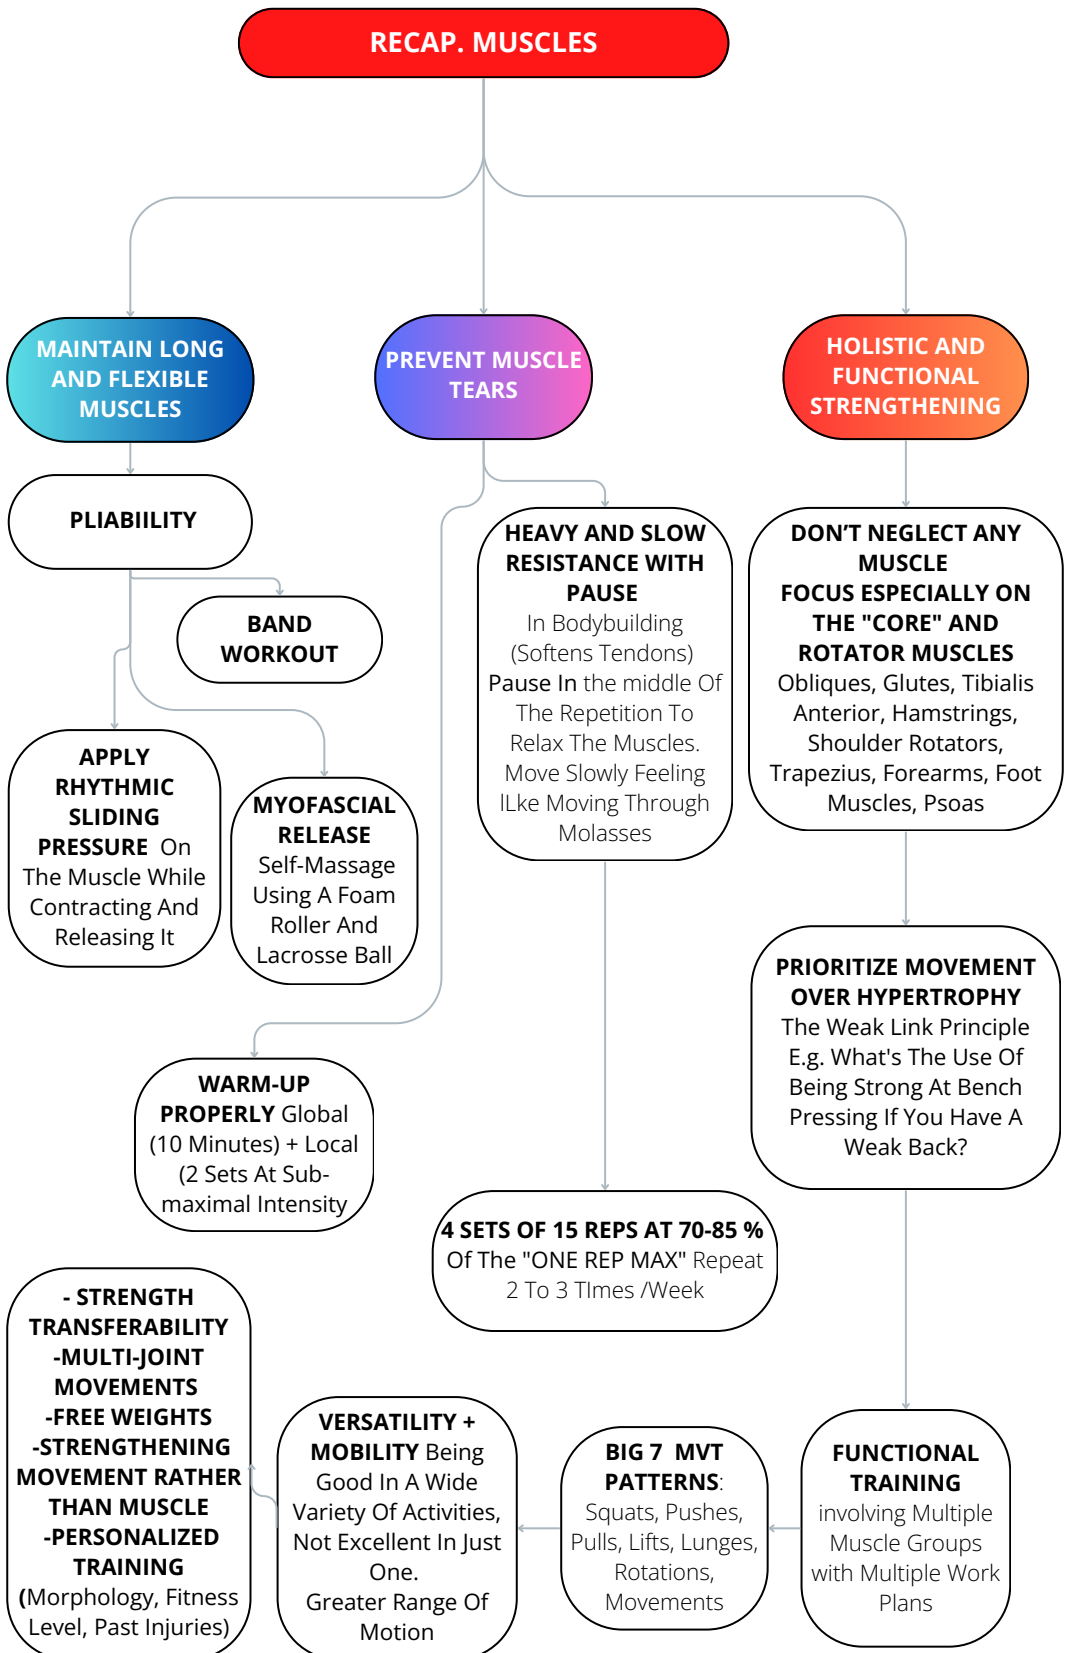 RECAP. MUSCLES
MAINTAIN LONG
AND FLEXIBLE
MUSCLES
PREVENT MUSCLE
TEARS
HOLISTIC AND
FUNCTIONAL
STRENGTHENING
PLIABIILITY
BAND
WORKOUT
APPLY
RHYTHMIC
SLIDING
PRESSURE On
The Muscle While
Contracting And
Releasing It
MYOFASCIAL
RELEASE
Self-Massage
Using A Foam
Roller And
Lacrosse Ball
HEAVY AND SLOW
RESISTANCE WITH
PAUSE
In Bodybuilding
(Softens Tendons)
Pause In the middle Of
The Repetition To
Relax The Muscles.
Move Slowly Feeling
lLke Moving Through
Molasses
DON’T NEGLECT ANY
MUSCLE
FOCUS ESPECIALLY ON
THE "CORE" AND
ROTATOR MUSCLES
Obliques, Glutes, Tibialis
Anterior, Hamstrings,
Shoulder Rotators,
Trapezius, Forearms, Foot
Muscles, Psoas
WARM-UP
PROPERLY Global
(10 Minutes) + Local
(2 Sets At Sub-
maximal Intensity
PRIORITIZE MOVEMENT
OVER HYPERTROPHY
The Weak Link Principle
E.g. What's The Use Of
Being Strong At Bench
Pressing If You Have A
Weak Back?
4 SETS OF 15 REPS AT 70-85 %
Of The "ONE REP MAX" Repeat
2 To 3 TImes /Week
FUNCTIONAL
TRAINING
involving Multiple
Muscle Groups
with Multiple Work
Plans
BIG 7 MVT
PATTERNS:
Squats, Pushes,
Pulls, Lifts, Lunges,
Rotations,
Movements
VERSATILITY +
MOBILITY Being
Good In A Wide
Variety Of Activities,
Not Excellent In Just
One.
Greater Range Of
Motion
- STRENGTH
TRANSFERABILITY
-MULTI-JOINT
MOVEMENTS
-FREE WEIGHTS
-STRENGTHENING
MOVEMENT RATHER
THAN MUSCLE
-PERSONALIZED
TRAINING
(Morphology, Fitness
Level, Past Injuries)